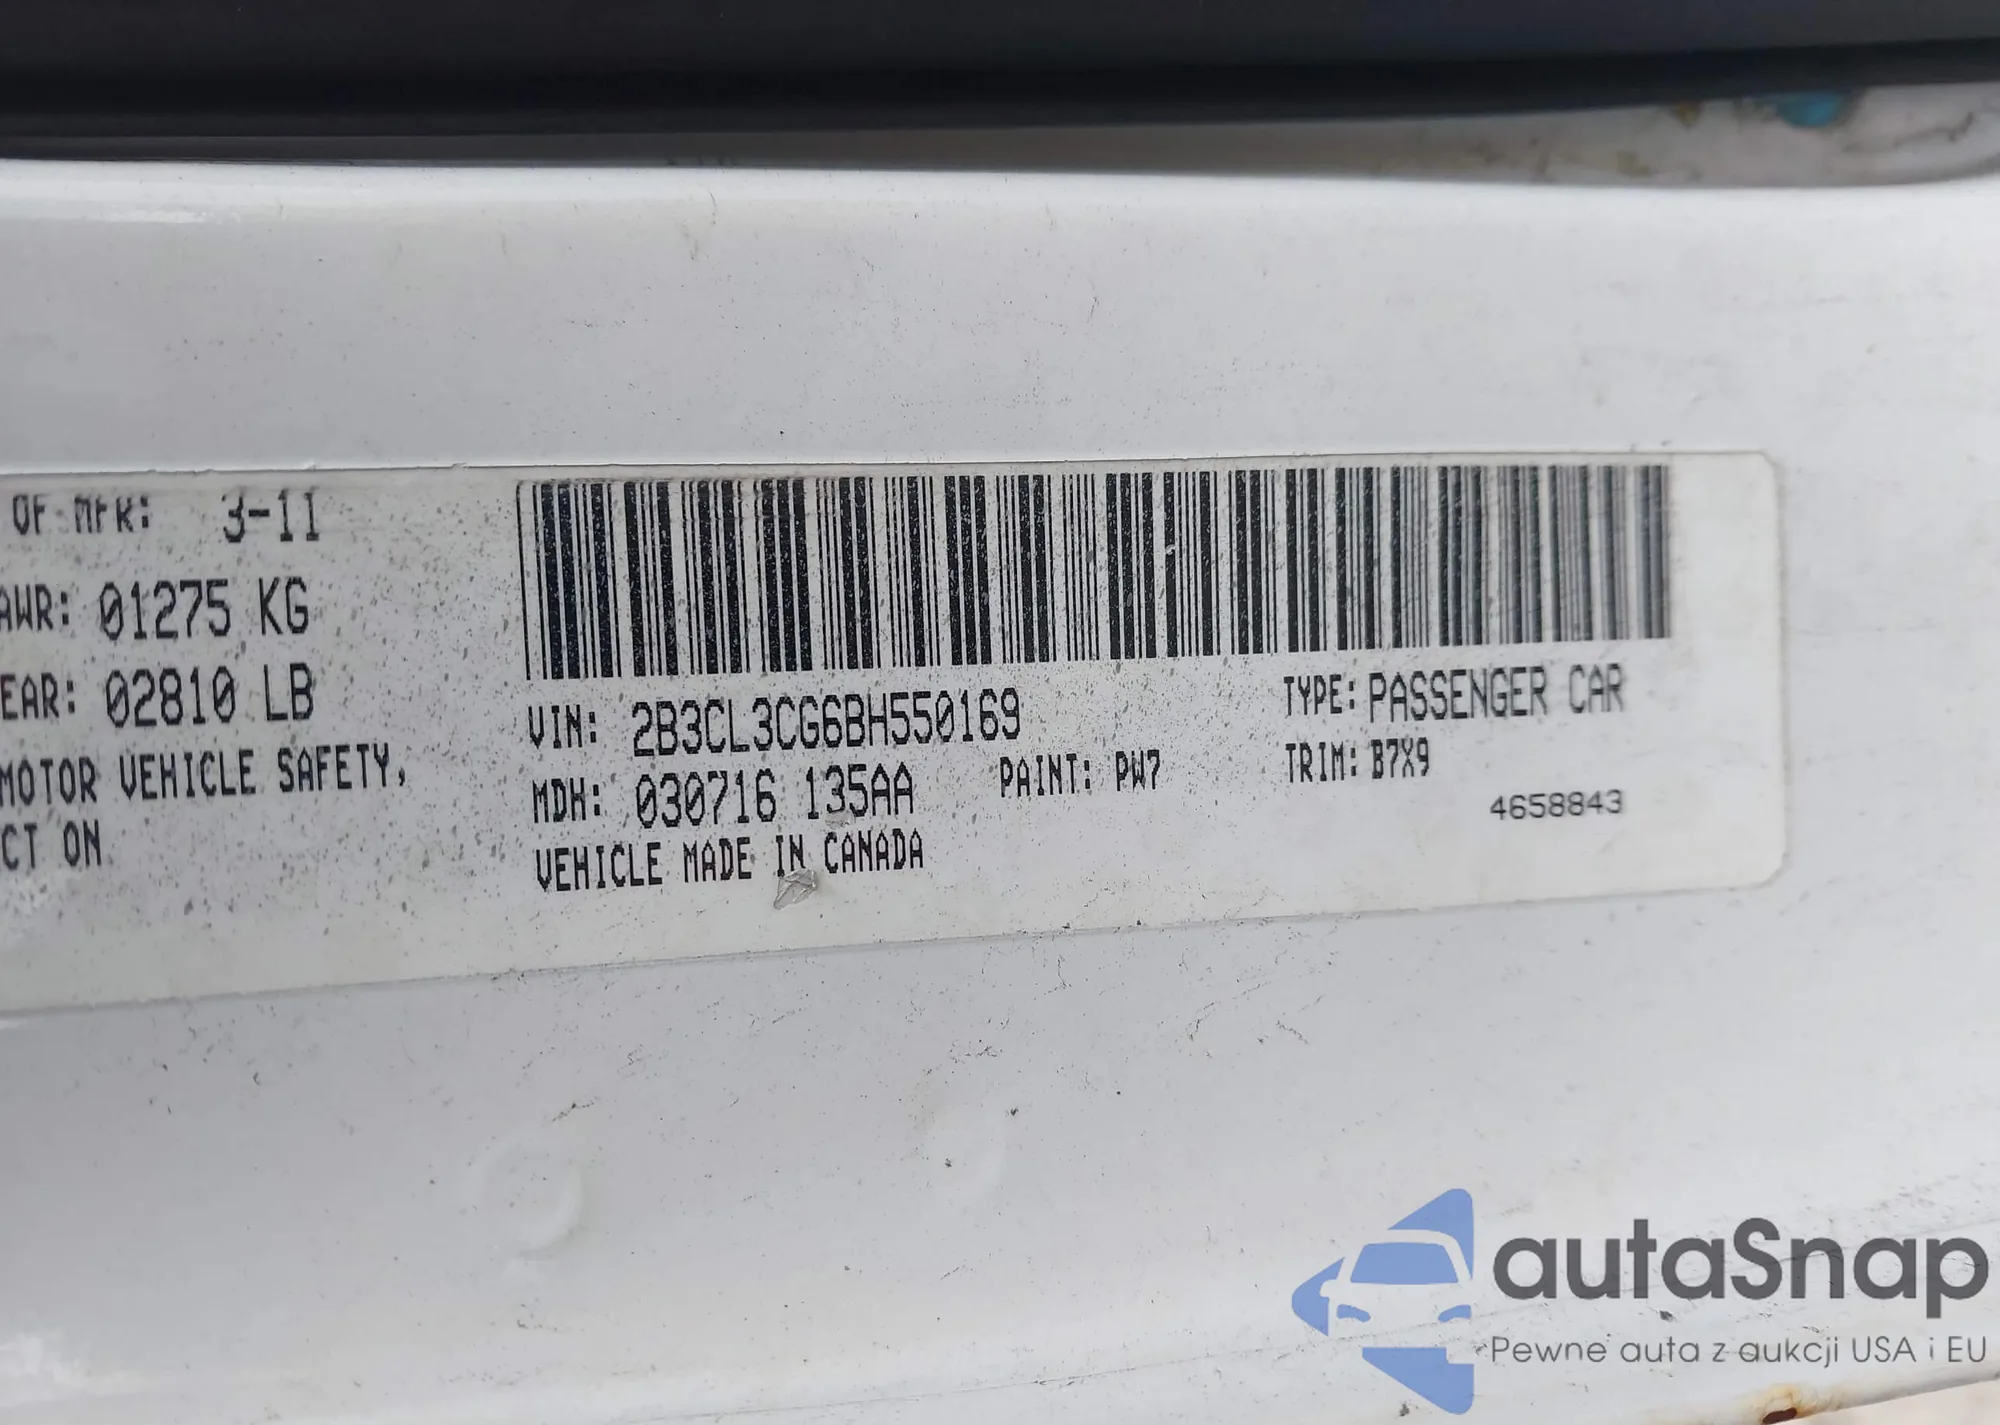 OF MFR: 3-11
AWR: 01275 KG
EAR: 02810 LB
MOTOR VEHICLE SAFETY,
CT ON
VIN: 2B3CL3CG6BH550169
TYPE: PASSENGER CAR
MDH: 030716 135AA
PAINT: PW7
TRIM: B7X9
4658843
VEHICLE MADE IN CANADA
autaSnap
Pewne auta z aukcji USA i EU